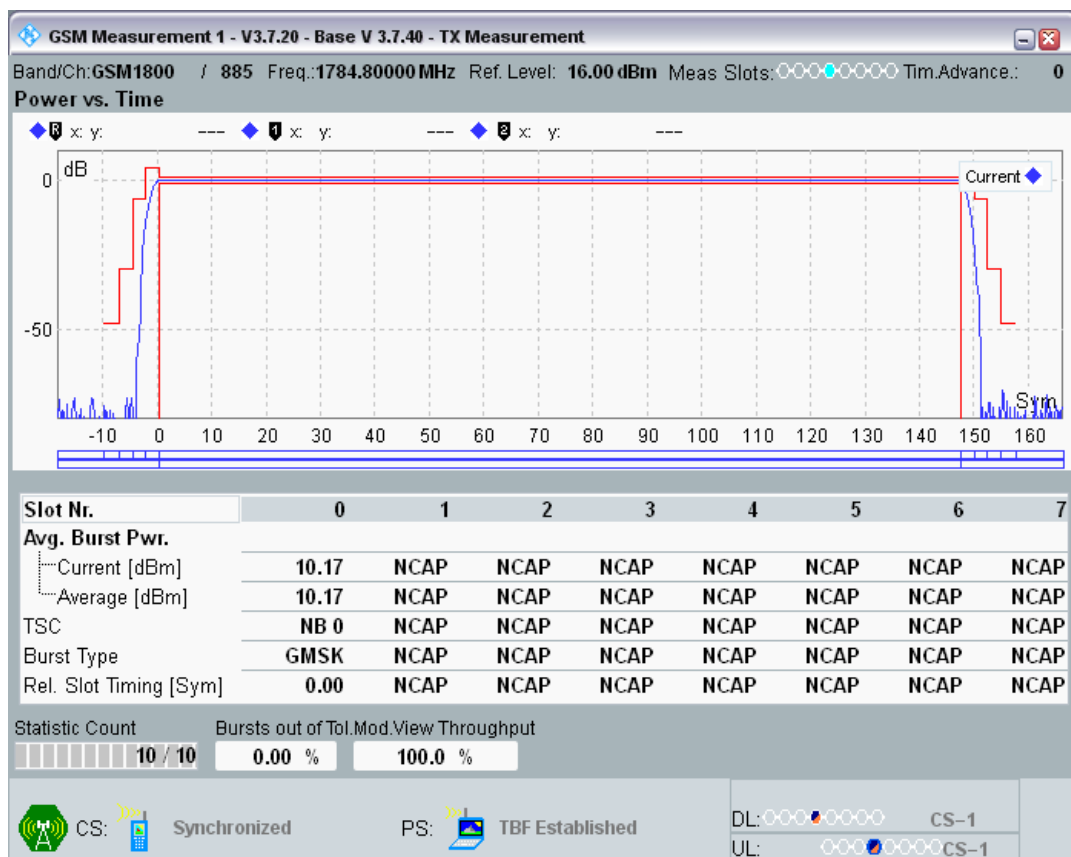 GSM Measurement 1 - V3.7.20 - Base V 3.7.40 - TX Measurement
Band/Ch:GSM1800 / 885 Freq.:1784.80000 MHz Ref. Level: 16.00 dBm Meas Slots: Tim.Advance.: 0
Power vs. Time
R x: y: --- 1 x: y: --- 2 x: y: ---
dB
Current
0
-50
Sym
-10 0 10 20 30 40 50 60 70 80 90 100 110 120 130 140 150 160
Slot Nr. 0 1 2 3 4 5 6 7
Avg. Burst Pwr.
Current [dBm] 10.17 NCAP NCAP NCAP NCAP NCAP NCAP NCAP
Average [dBm] 10.17 NCAP NCAP NCAP NCAP NCAP NCAP NCAP
TSC NB 0 NCAP NCAP NCAP NCAP NCAP NCAP NCAP
Burst Type GMSK NCAP NCAP NCAP NCAP NCAP NCAP NCAP
Rel. Slot Timing [Sym] 0.00 NCAP NCAP NCAP NCAP NCAP NCAP NCAP
Statistic Count Bursts out of Tol. Mod.View Throughput
10 / 10 0.00 % 100.0 %
CS: Synchronized PS: TBF Established DL: CS-1
UL: CS-1